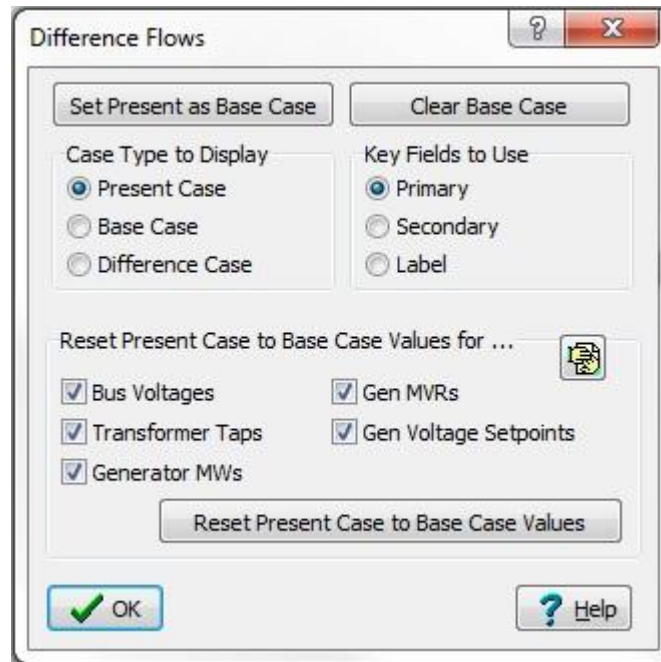 Difference Flows
Set Present as Base Case
Clear Base Case
Case Type to Display
Present Case
Base Case
Difference Case
Key Fields to Use
Primary
Secondary
Label
Reset Present Case to Base Case Values for ...
Bus Voltages
Gen MVRs
Transformer Taps
Gen Voltage Setpoints
Generator MWs
Reset Present Case to Base Case Values
OK
? Help